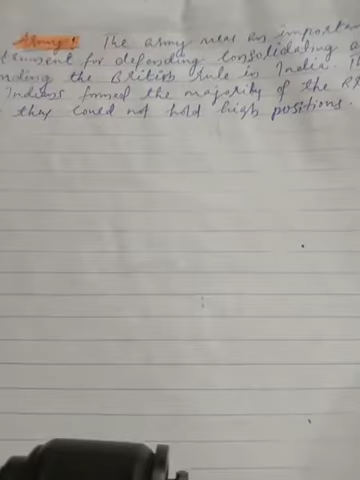 Army: The army was an important
trument for defending consolidating a
nding the British rule in India. Th
Indians formed the majority of the
they could not hold high positions.